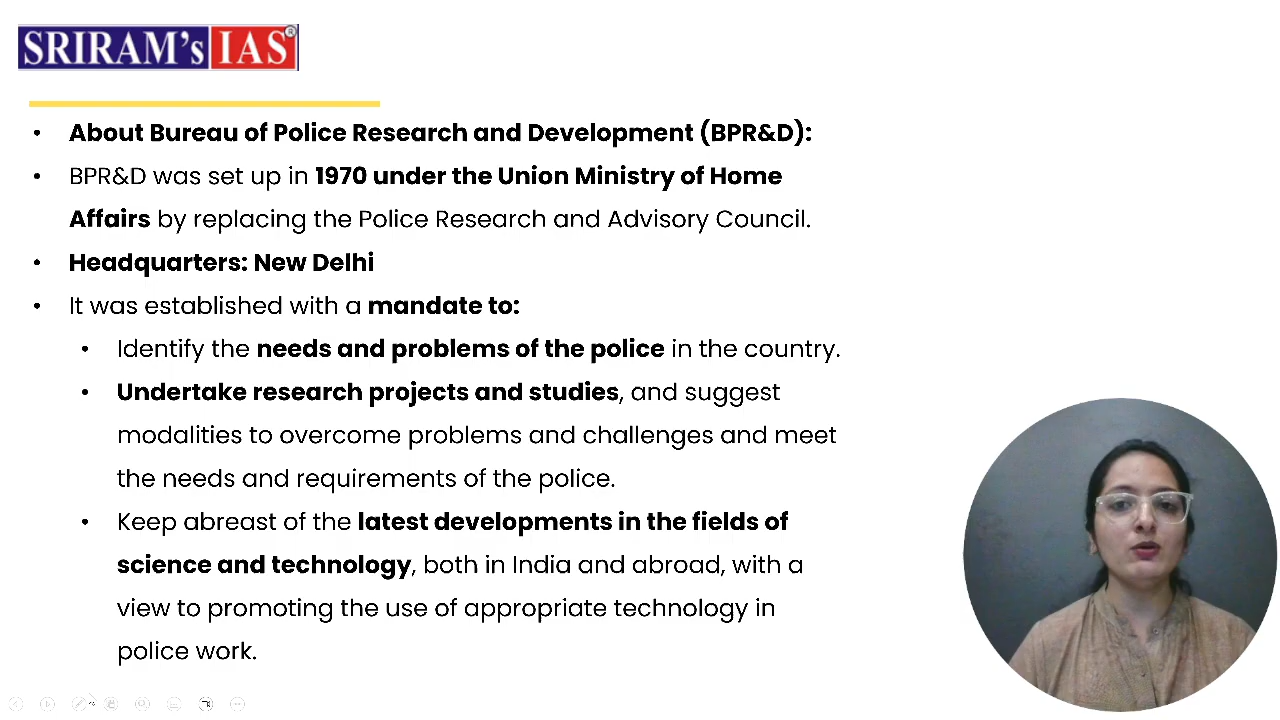 SRIRAM's IAS®
• About Bureau of Police Research and Development (BPR&D):
• BPR&D was set up in 1970 under the Union Ministry of Home
Affairs by replacing the Police Research and Advisory Council.
• Headquarters: New Delhi
• It was established with a mandate to:
• Identify the needs and problems of the police in the country.
• Undertake research projects and studies, and suggest
modalities to overcome problems and challenges and meet
the needs and requirements of the police.
• Keep abreast of the latest developments in the fields of
science and technology, both in India and abroad, with a
view to promoting the use of appropriate technology in
police work.